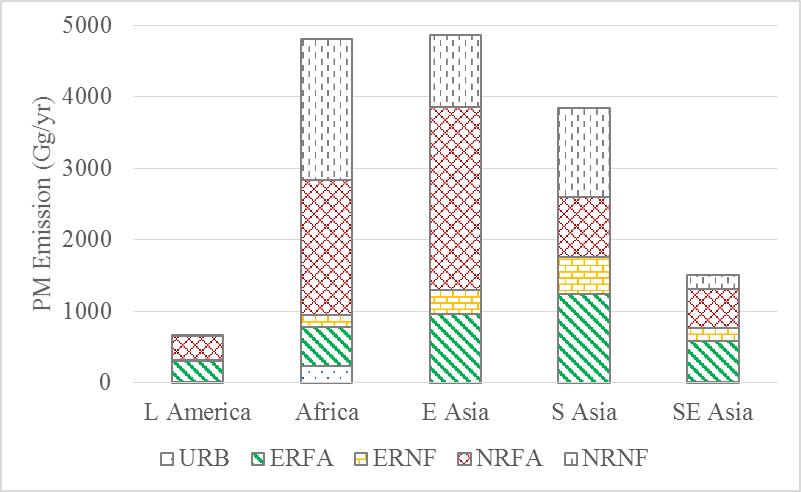 PM Emission (Gg/yr)
5000
4000
3000
2000
1000
0
L America Africa E Asia S Asia SE Asia
URB ERFA ERNF NRFA NRNF